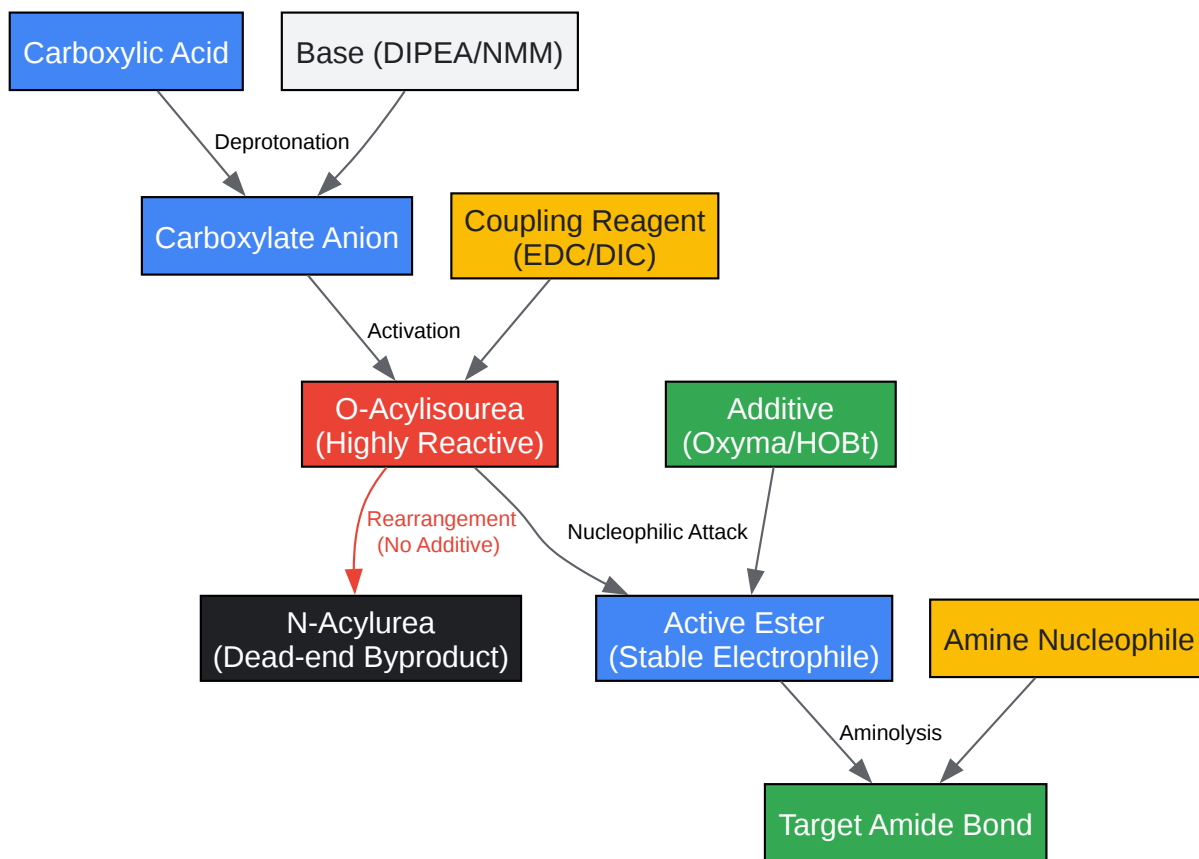 Carboxylic Acid
Base (DIPEA/NMM)
Deprotonation
Carboxylate Anion
Coupling Reagent
(EDC/DIC)
Activation
O-Acylisourea
(Highly Reactive)
Additive
(Oxyma/HOBt)
Rearrangement
(No Additive)
Nucleophilic Attack
N-Acylurea
(Dead-end Byproduct)
Active Ester
(Stable Electrophile)
Amine Nucleophile
Aminolysis
Target Amide Bond